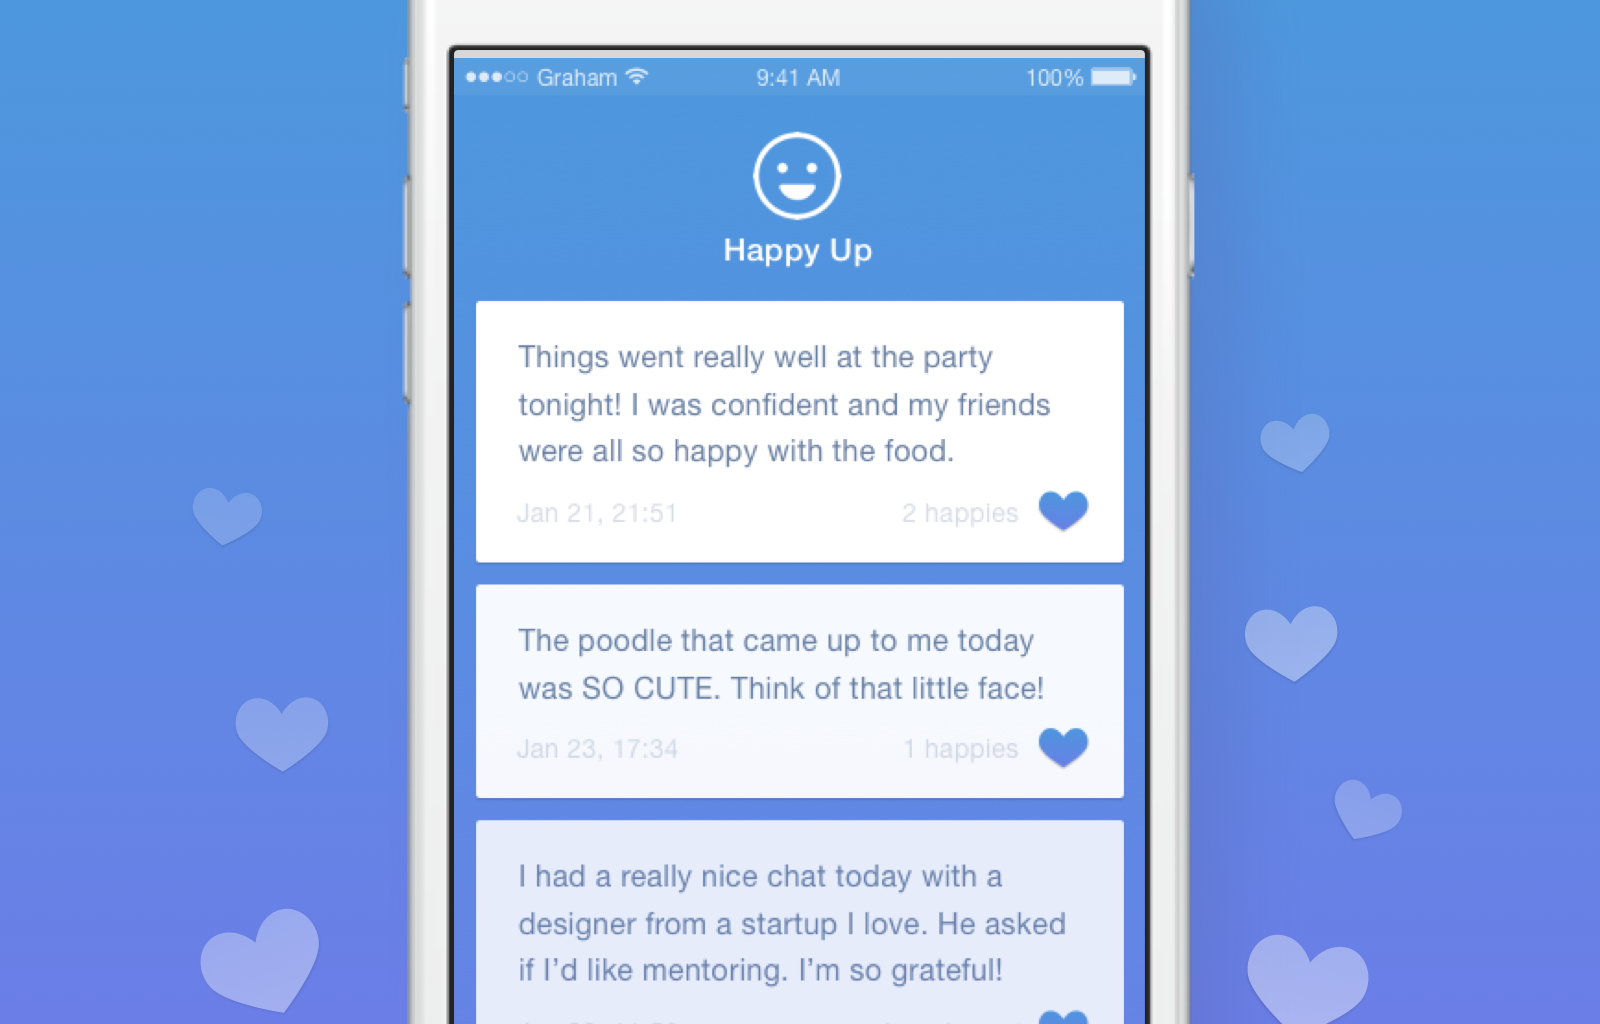 Graham 9:41 AM 100%
Happy Up
Things went really well at the party
tonight! I was confident and my friends
were all so happy with the food.
Jan 21, 21:51 2 happies
The poodle that came up to me today
was SO CUTE. Think of that little face!
Jan 23, 17:34 1 happies
I had a really nice chat today with a
designer from a startup I love. He asked
if I’d like mentoring. I’m so grateful!